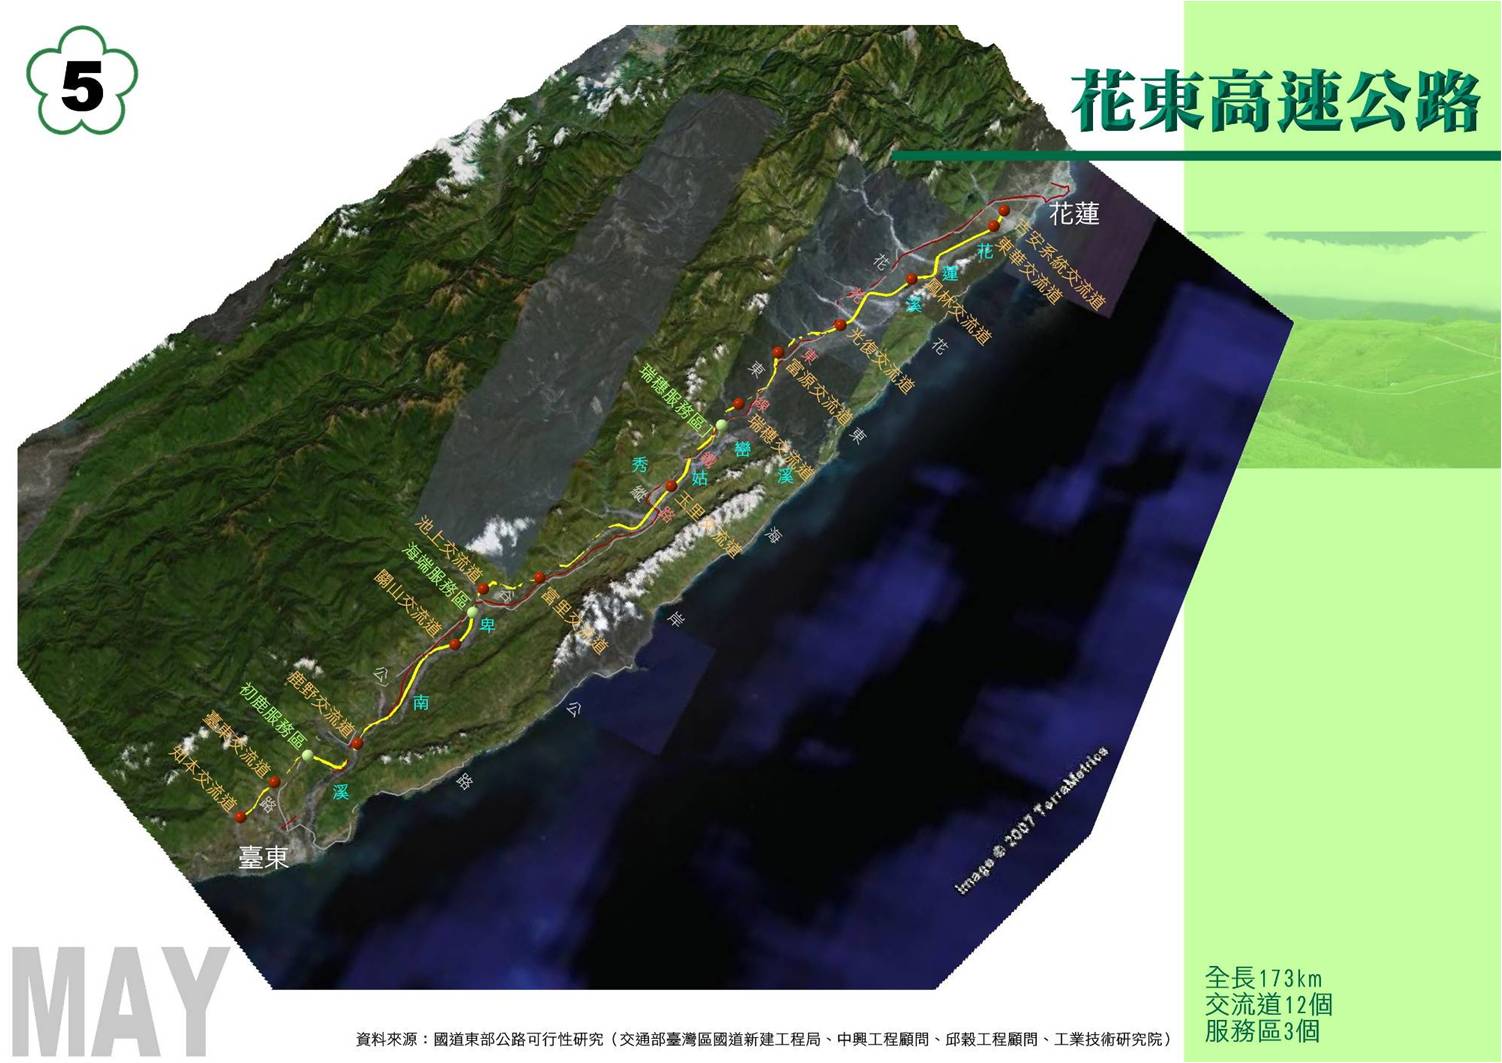 5
花東高速公路
花蓮
吉安系統交流道
東華交流道
花蓮溪
鳳林交流道
光復交流道
富源交流道
瑞穗交流道
瑞穗服務區
秀姑巒溪
玉里交流道
花東縱谷公路
花東海岸公路
富里交流道
池上交流道
海端服務區
關山交流道
卑南溪
鹿野交流道
初鹿服務區
臺東交流道
知本交流道
臺東
Image © 2007 TerraMetrics
MAY
全長173km
交流道12個
服務區3個
資料來源：國道東部公路可行性研究（交通部臺灣區國道新建工程局、中興工程顧問、邱穀工程顧問、工業技術研究院）